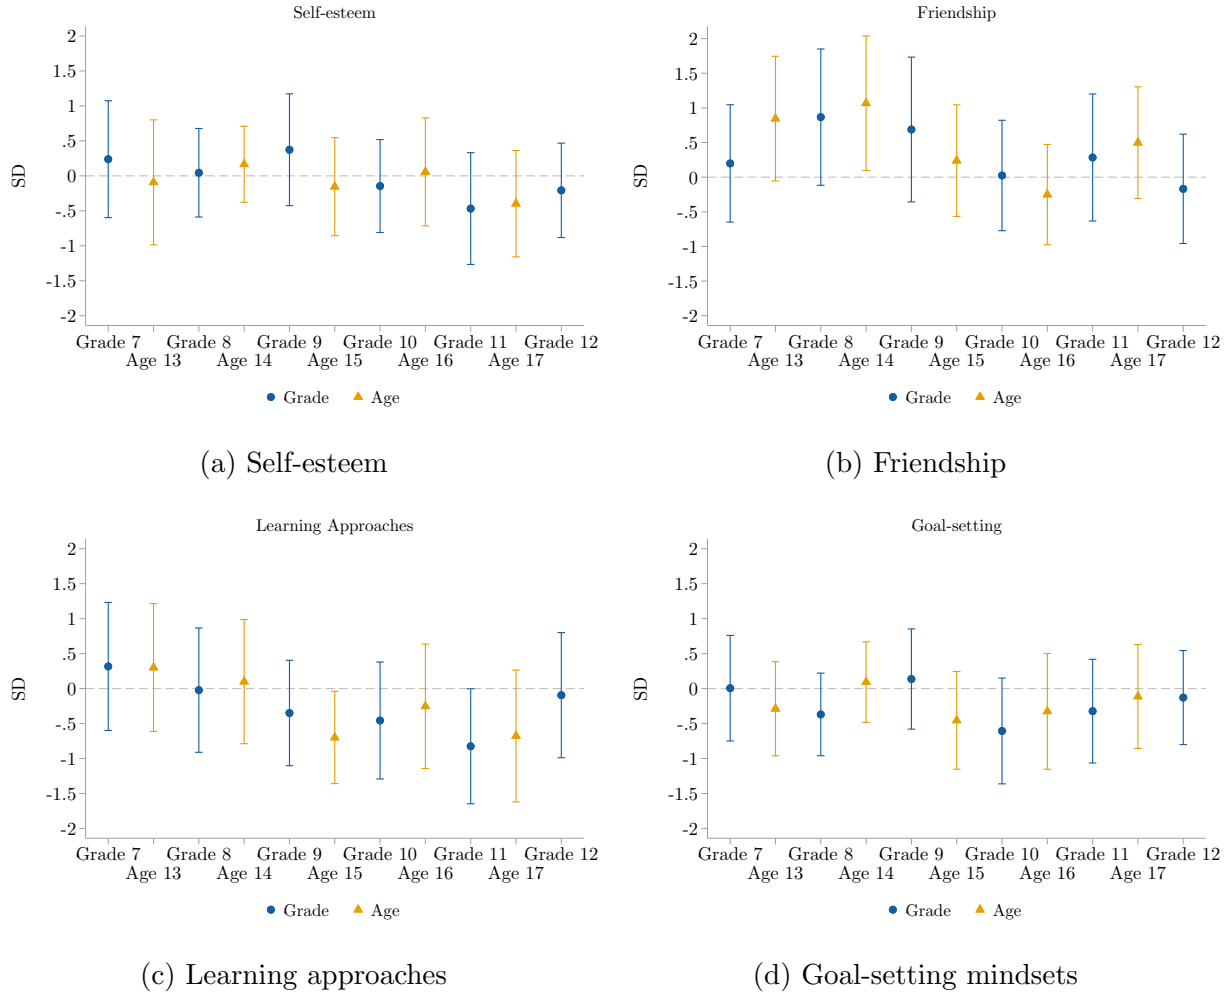 Self-esteem
2
1.5
1
.5
0
-.5
-1
-1.5
-2
SD
Grade 7 Grade 8 Grade 9 Grade 10 Grade 11 Grade 12
Age 13 Age 14 Age 15 Age 16 Age 17
Grade Age
(a) Self-esteem
Friendship
2
1.5
1
.5
0
-.5
-1
-1.5
-2
SD
Grade 7 Grade 8 Grade 9 Grade 10 Grade 11 Grade 12
Age 13 Age 14 Age 15 Age 16 Age 17
Grade Age
(b) Friendship
Learning Approaches
2
1.5
1
.5
0
-.5
-1
-1.5
-2
SD
Grade 7 Grade 8 Grade 9 Grade 10 Grade 11 Grade 12
Age 13 Age 14 Age 15 Age 16 Age 17
Grade Age
(c) Learning approaches
Goal-setting
2
1.5
1
.5
0
-.5
-1
-1.5
-2
SD
Grade 7 Grade 8 Grade 9 Grade 10 Grade 11 Grade 12
Age 13 Age 14 Age 15 Age 16 Age 17
Grade Age
(d) Goal-setting mindsets